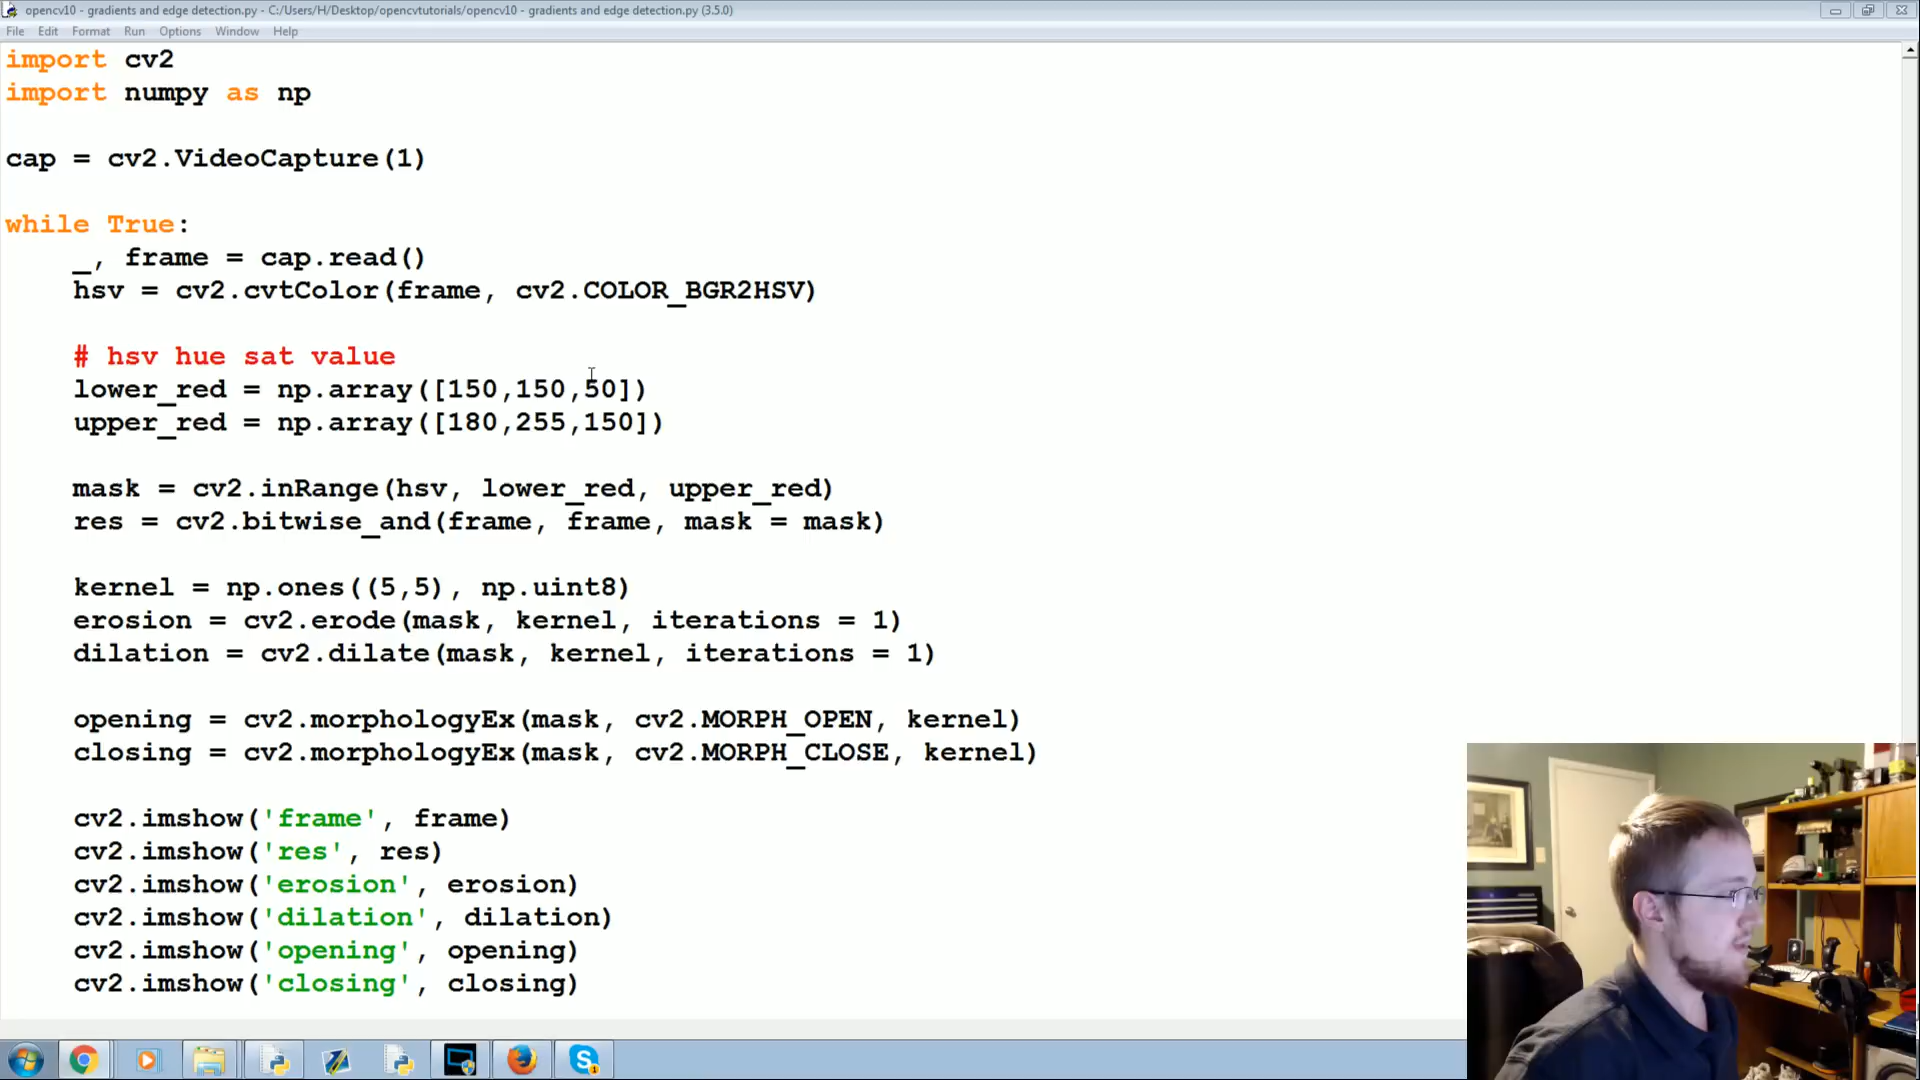 opencv10 - gradients and edge detection.py - C:/Users/H/Desktop/opencvtutorials/opencv10 - gradients and edge detection.py (3.5.0)
File Edit Format Run Options Window Help
import cv2
import numpy as np
cap = cv2.VideoCapture(1)
while True:
_, frame = cap.read()
hsv = cv2.cvtColor(frame, cv2.COLOR_BGR2HSV)
# hsv hue sat value
lower_red = np.array([150,150,50])
upper_red = np.array([180,255,150])
mask = cv2.inRange(hsv, lower_red, upper_red)
res = cv2.bitwise_and(frame, frame, mask = mask)
kernel = np.ones((5,5), np.uint8)
erosion = cv2.erode(mask, kernel, iterations = 1)
dilation = cv2.dilate(mask, kernel, iterations = 1)
opening = cv2.morphologyEx(mask, cv2.MORPH_OPEN, kernel)
closing = cv2.morphologyEx(mask, cv2.MORPH_CLOSE, kernel)
cv2.imshow('frame', frame)
cv2.imshow('res', res)
cv2.imshow('erosion', erosion)
cv2.imshow('dilation', dilation)
cv2.imshow('opening', opening)
cv2.imshow('closing', closing)